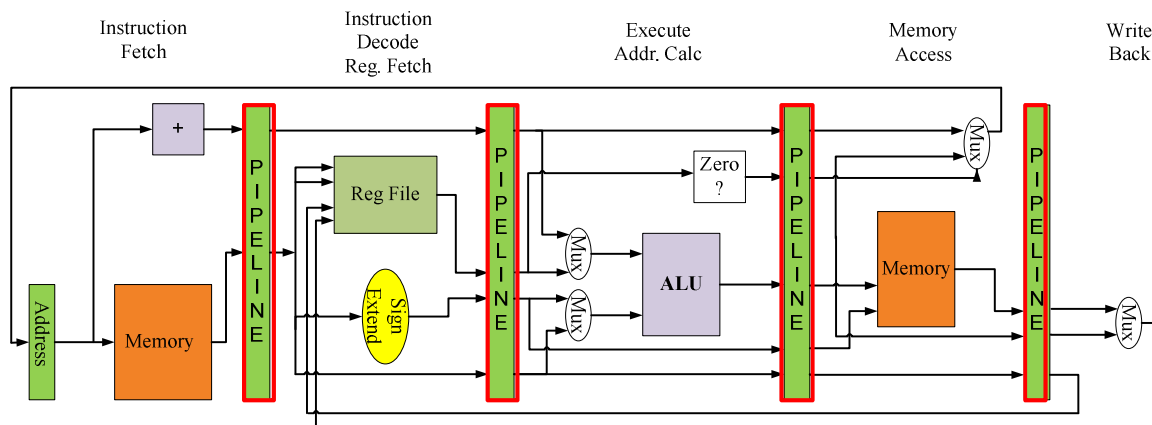 Instruction
Fetch
Instruction
Decode
Reg. Fetch
Execute
Addr. Calc
Memory
Access
Write
Back
Address
+
Memory
PIPELINE
Reg File
Sign
Extend
PIPELINE
Mux
Mux
Zero
?
ALU
PIPELINE
Mux
Memory
PIPELINE
Mux